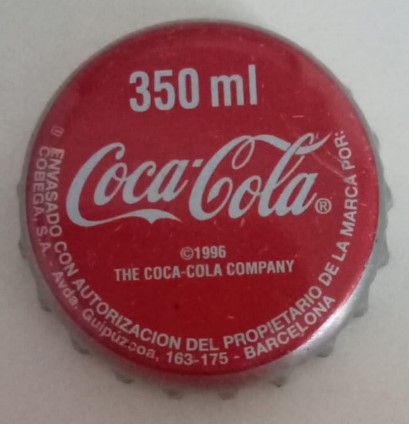 350 ml
Coca-Cola®
©1996
THE COCA-COLA COMPANY
® ENVASADO CON AUTORIZACION DEL PROPIETARIO DE LA MARCA POR:
COBEGA, S.A. - Avda. Guipuzcoa, 163-175 - BARCELONA